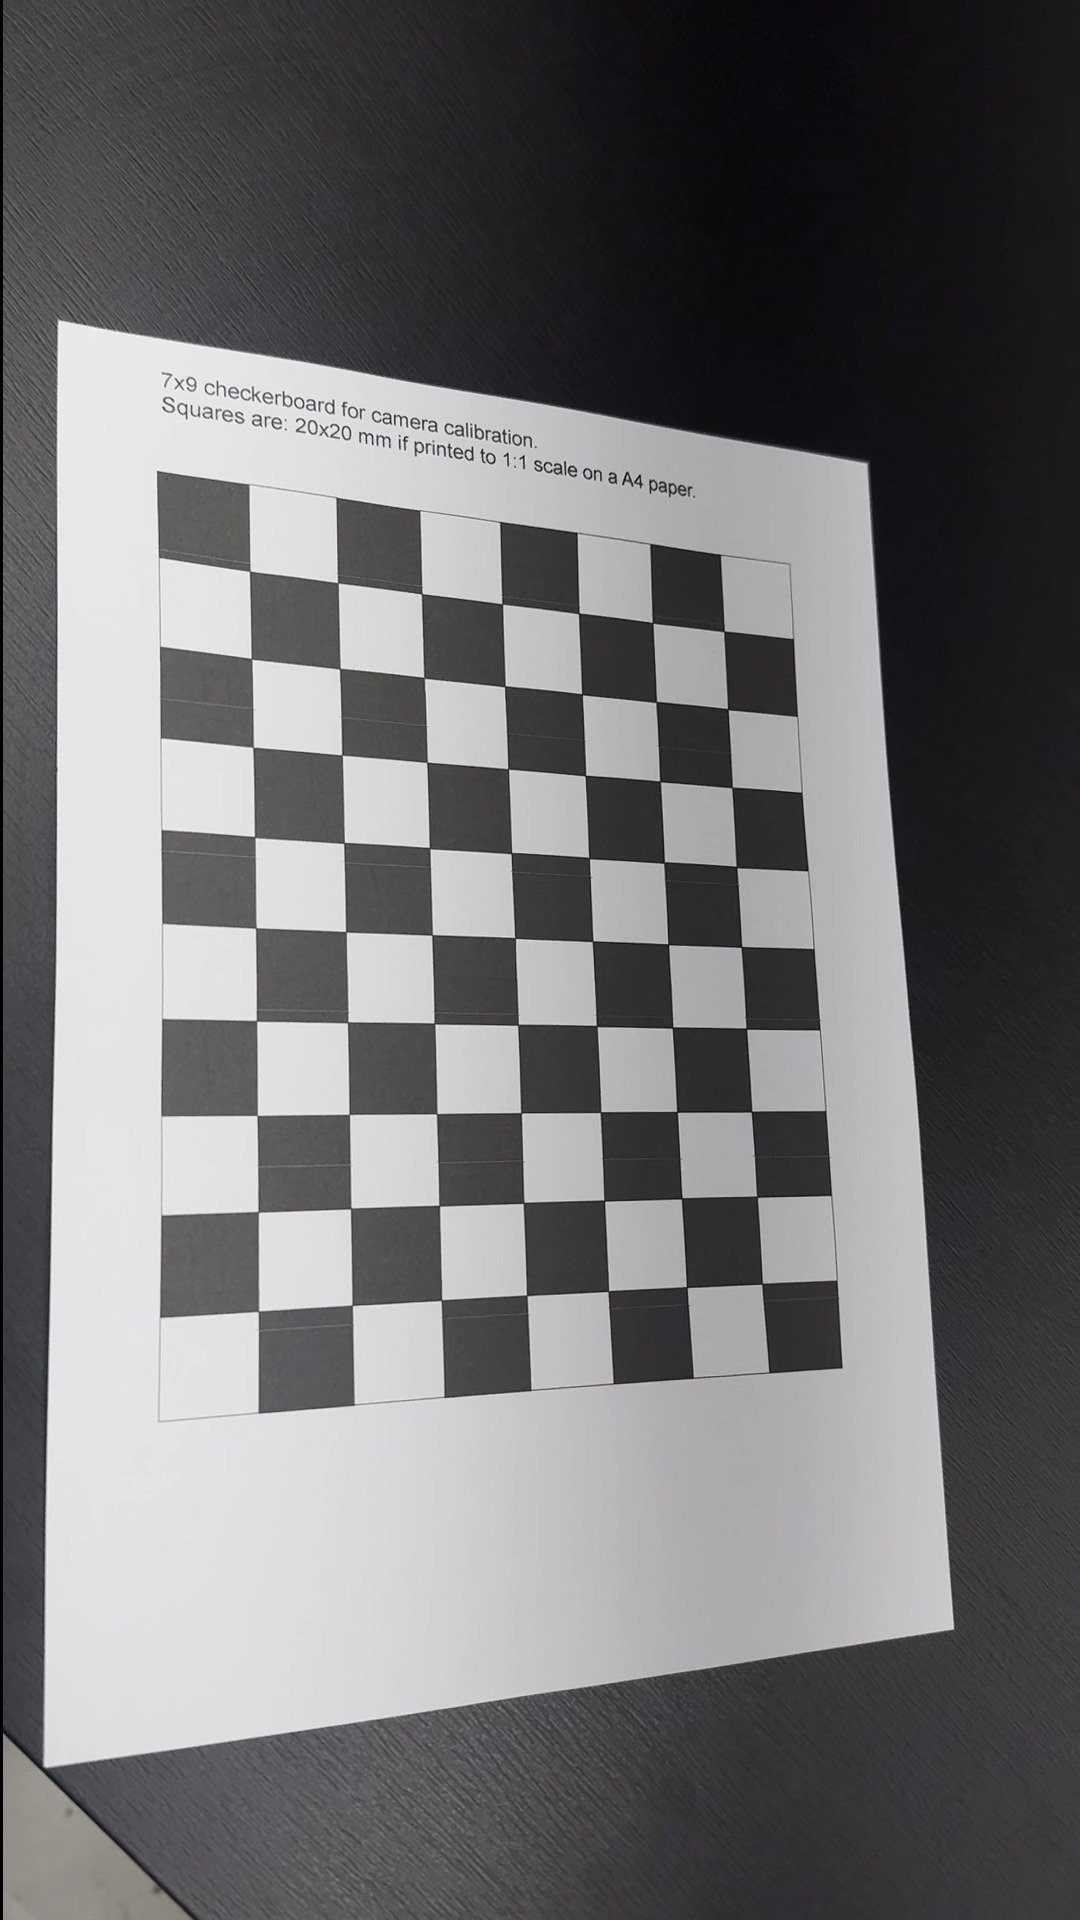 7x9 checkerboard for camera calibration.
Squares are: 20x20 mm if printed to 1:1 scale on a A4 paper.